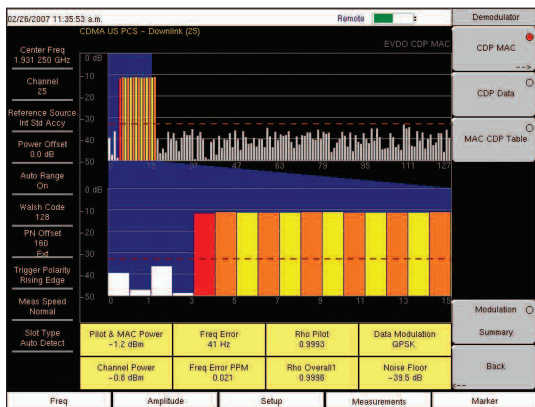 02/26/2007 11:35:53 a.m.
Remote
Demodulator
CDMA US PCS - Downlink (25)
EVDO CDP MAC
Center Freq
1.931 250 GHz
Channel
25
Reference Source
Int Std Accy
Power Offset
0.0 dB
Auto Range
On
Walsh Code
128
PN Offset
160
Ext
Trigger Polarity
Rising Edge
Meas Speed
Normal
Slot Type
Auto Detect
0 dB
-10
-20
-30
-40
-50
15 31 47 63 79 95 111 127
0 dB
-10
-20
-30
-40
-50
0 1 3 5 7 9 11 13 15
Pilot & MAC Power
-1.2 dBm
Freq Error
41 Hz
Rho Pilot
0.9993
Data Modulation
QPSK
Channel Power
-0.8 dBm
Freq Error PPM
0.021
Rho Overall1
0.9996
Noise Floor
-39.5 dB
CDP MAC
-->
CDP Data
MAC CDP Table
Modulation
Summary
Back
<--
Freq
Amplitude
Setup
Measurements
Marker